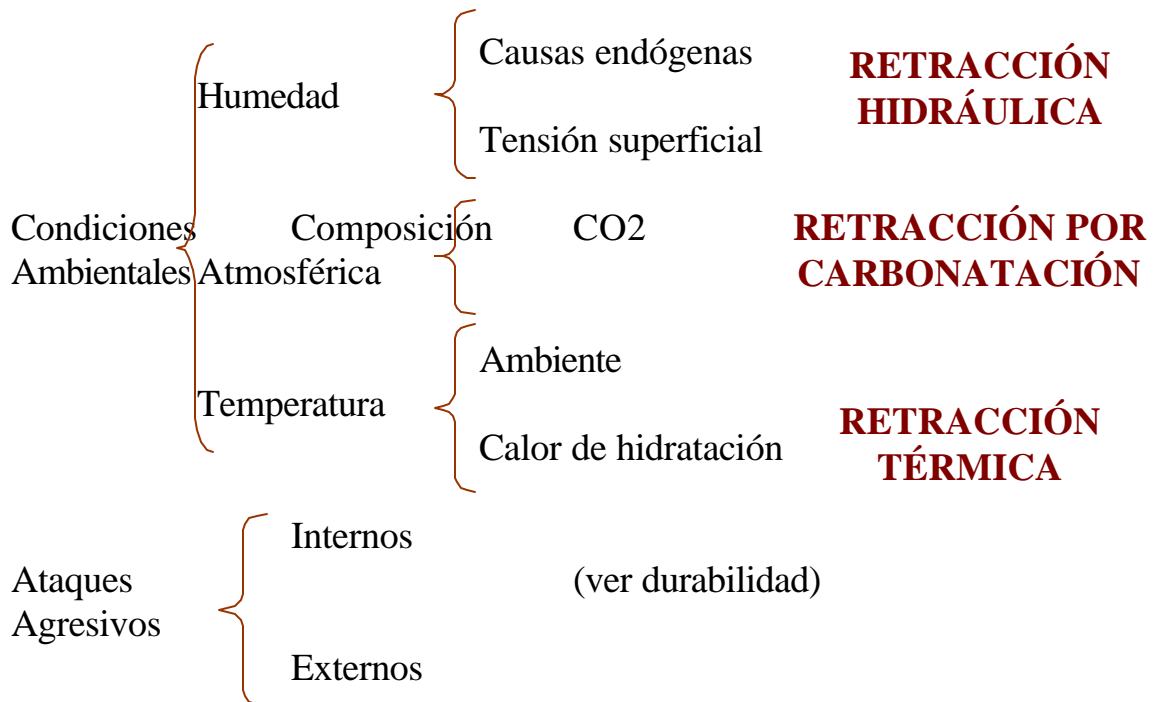 Causas endógenas
RETRACCIÓN
HIDRÁULICA
Humedad
Tensión superficial
Condiciones
Ambientales
Composición
Atmosférica
CO2
RETRACCIÓN POR
CARBONATACIÓN
Ambiente
Temperatura
RETRACCIÓN
TÉRMICA
Calor de hidratación
Internos
Ataques
Agresivos
(ver durabilidad)
Externos